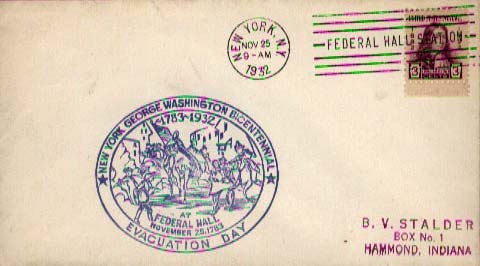 NEW YORK, N.Y.
NOV 25
9-AM
1932
FEDERAL HALL STATION
3 3
NEW YORK GEORGE WASHINGTON BICENTENNIAL
1783-1932
AT
FEDERAL HALL
NOVEMBER 25, 1783
EVACUATION DAY
B. V. STALDER
BOX No. 1
HAMMOND, INDIANA